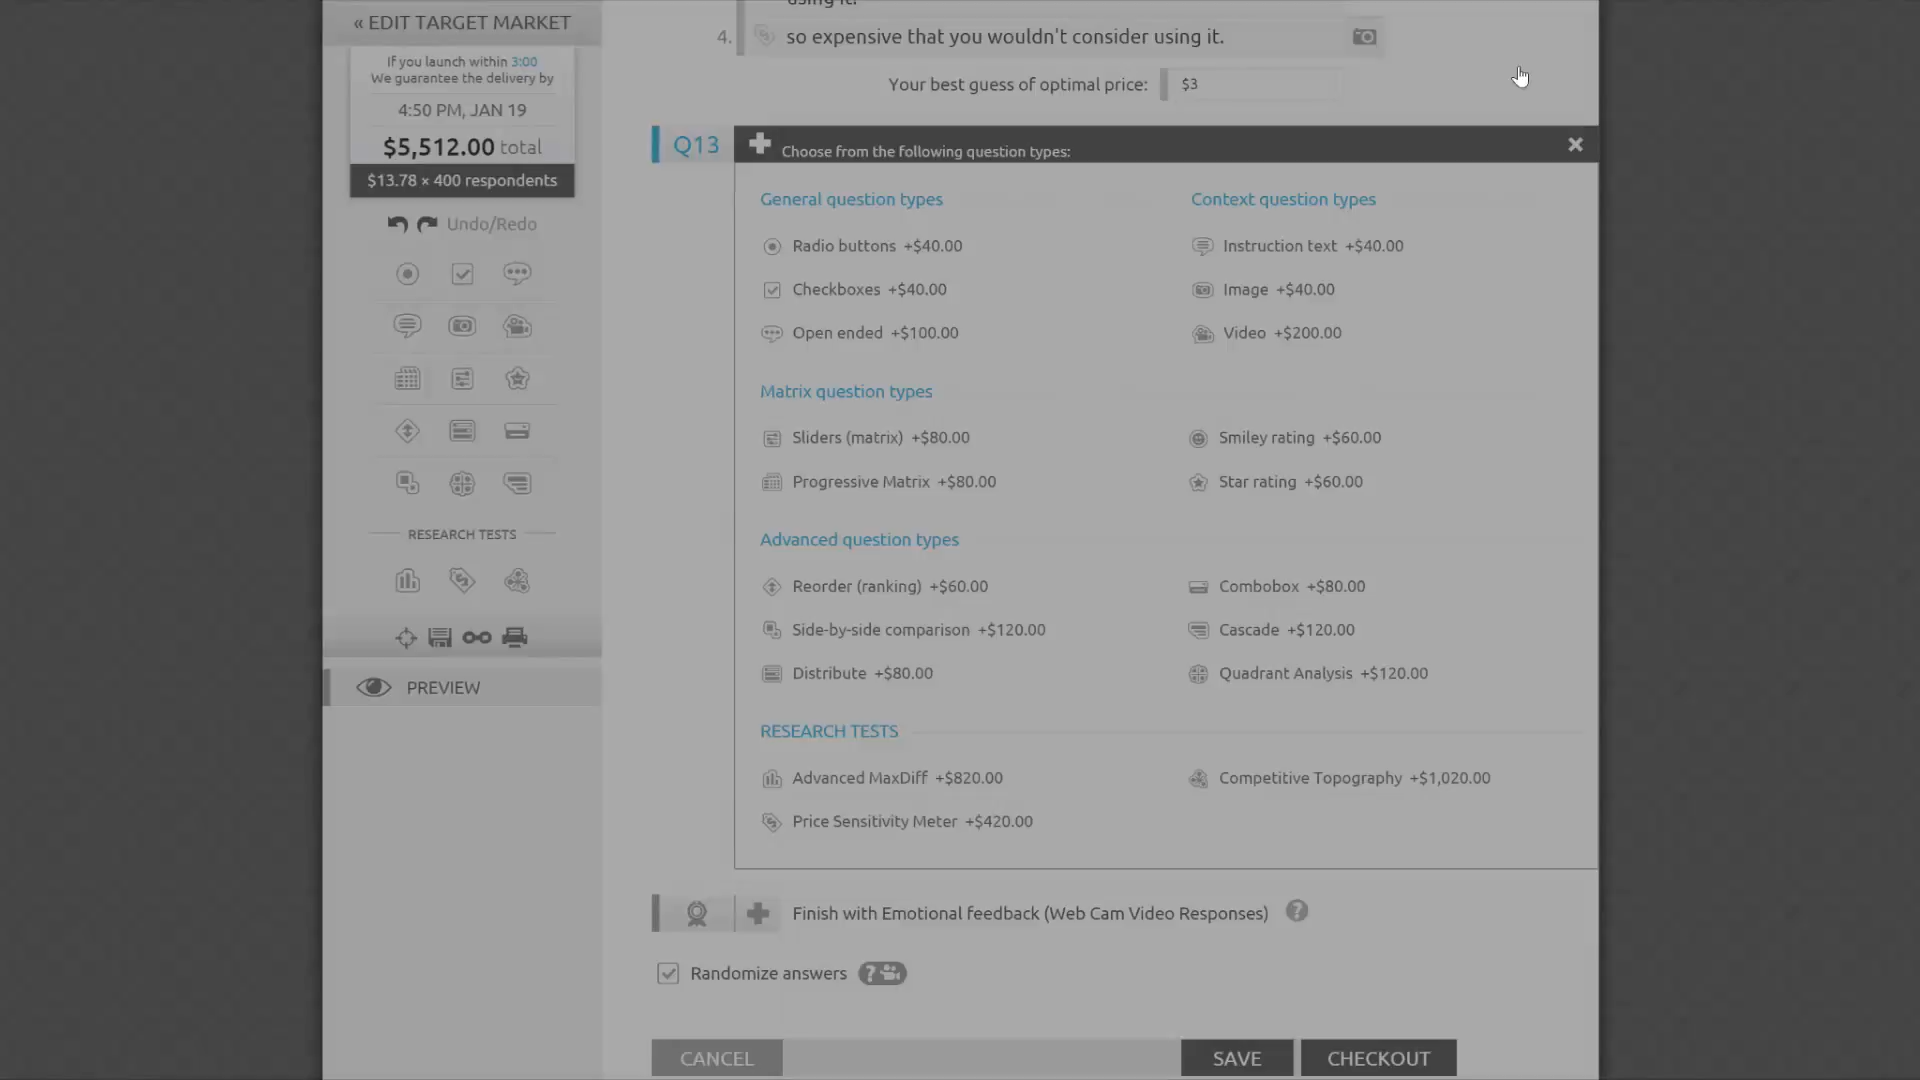 « EDIT TARGET MARKET
If you launch within 3:00
We guarantee the delivery by
4:50 PM, JAN 19
$5,512.00 total
$13.78 × 400 respondents
Undo/Redo
RESEARCH TESTS
PREVIEW
using it.
4. so expensive that you wouldn't consider using it.
Your best guess of optimal price: $3
Q13 Choose from the following question types:
General question types
Context question types
Radio buttons +$40.00
Instruction text +$40.00
Checkboxes +$40.00
Image +$40.00
Open ended +$100.00
Video +$200.00
Matrix question types
Sliders (matrix) +$80.00
Smiley rating +$60.00
Progressive Matrix +$80.00
Star rating +$60.00
Advanced question types
Reorder (ranking) +$60.00
Combobox +$80.00
Side-by-side comparison +$120.00
Cascade +$120.00
Distribute +$80.00
Quadrant Analysis +$120.00
RESEARCH TESTS
Advanced MaxDiff +$820.00
Competitive Topography +$1,020.00
Price Sensitivity Meter +$420.00
Finish with Emotional feedback (Web Cam Video Responses) ?
Randomize answers ?
CANCEL
SAVE
CHECKOUT